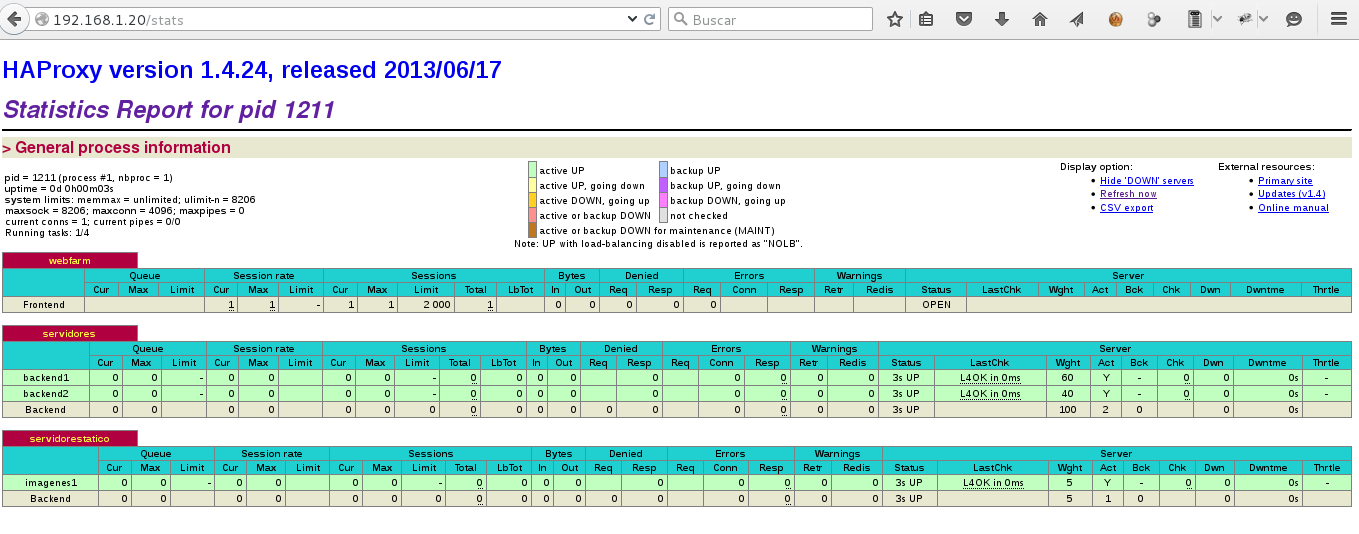 192.168.1.20/stats
Buscar
HAProxy version 1.4.24, released 2013/06/17
Statistics Report for pid 1211
> General process information
pid = 1211 (process #1, nbproc = 1)
uptime = 0d 0h00m03s
system limits: memmax = unlimited; ulimit-n = 8206
maxsock = 8206; maxconn = 4096; maxpipes = 0
current conns = 1; current pipes = 0/0
Running tasks: 1/4
active UP backup UP
active UP, going down backup UP, going down
active DOWN, going up backup DOWN, going up
active or backup DOWN not checked
active or backup DOWN for maintenance (MAINT)
Note: UP with load-balancing disabled is reported as "NOLB".
Display option:
• Hide 'DOWN' servers
• Refresh now
• CSV export
External resources:
• Primary site
• Updates (v1.4)
• Online manual
webfarm
Queue Session rate Sessions Bytes Denied Errors Warnings Server
Cur Max Limit Cur Max Limit Cur Max Limit Total LbTot In Out Req Resp Req Conn Resp Retr Redis Status LastChk Wght Act Bck Chk Dwn Dwntme Thrtle
Frontend 1 1 - 1 1 2 000 1 0 0 0 0 0 OPEN
servidores
Queue Session rate Sessions Bytes Denied Errors Warnings Server
Cur Max Limit Cur Max Limit Cur Max Limit Total LbTot In Out Req Resp Req Conn Resp Retr Redis Status LastChk Wght Act Bck Chk Dwn Dwntme Thrtle
backend1 0 0 - 0 0 0 0 - 0 0 0 0 0 0 0 0 0 3s UP L4OK in 0ms 60 Y - 0 0 0s -
backend2 0 0 - 0 0 0 0 - 0 0 0 0 0 0 0 0 0 3s UP L4OK in 0ms 40 Y - 0 0 0s -
Backend 0 0 0 0 0 0 0 0 0 0 0 0 0 0 0 0 0 3s UP 100 2 0 0 0s
servidorestatico
Queue Session rate Sessions Bytes Denied Errors Warnings Server
Cur Max Limit Cur Max Limit Cur Max Limit Total LbTot In Out Req Resp Req Conn Resp Retr Redis Status LastChk Wght Act Bck Chk Dwn Dwntme Thrtle
imagenes1 0 0 - 0 0 0 0 - 0 0 0 0 0 0 0 0 0 3s UP L4OK in 0ms 5 Y - 0 0 0s -
Backend 0 0 0 0 0 0 0 0 0 0 0 0 0 0 0 0 0 3s UP 5 1 0 0 0s